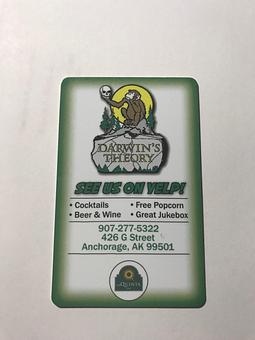 DARWIN'S
THEORY
SEE US ON YELP!
• Cocktails • Free Popcorn
• Beer & Wine • Great Jukebox
907-277-5322
426 G Street
Anchorage, AK 99501
LAQUINTA